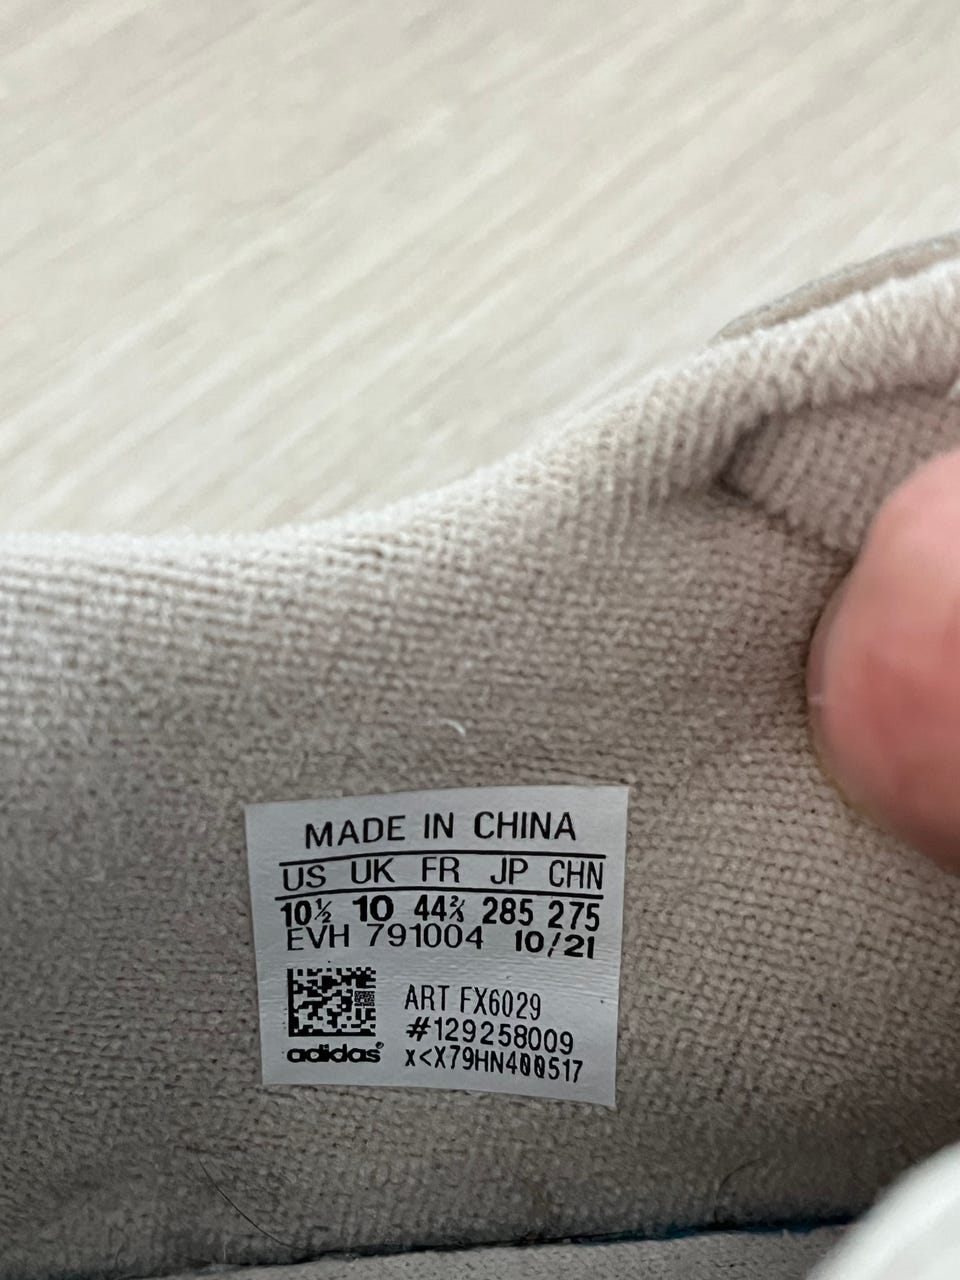 MADE IN CHINA
US UK FR JP CHN
10½ 10 44⅔ 285 275
EVH 791004 10/21
ART FX6029
#129258009
adidas® x<X79HN400517